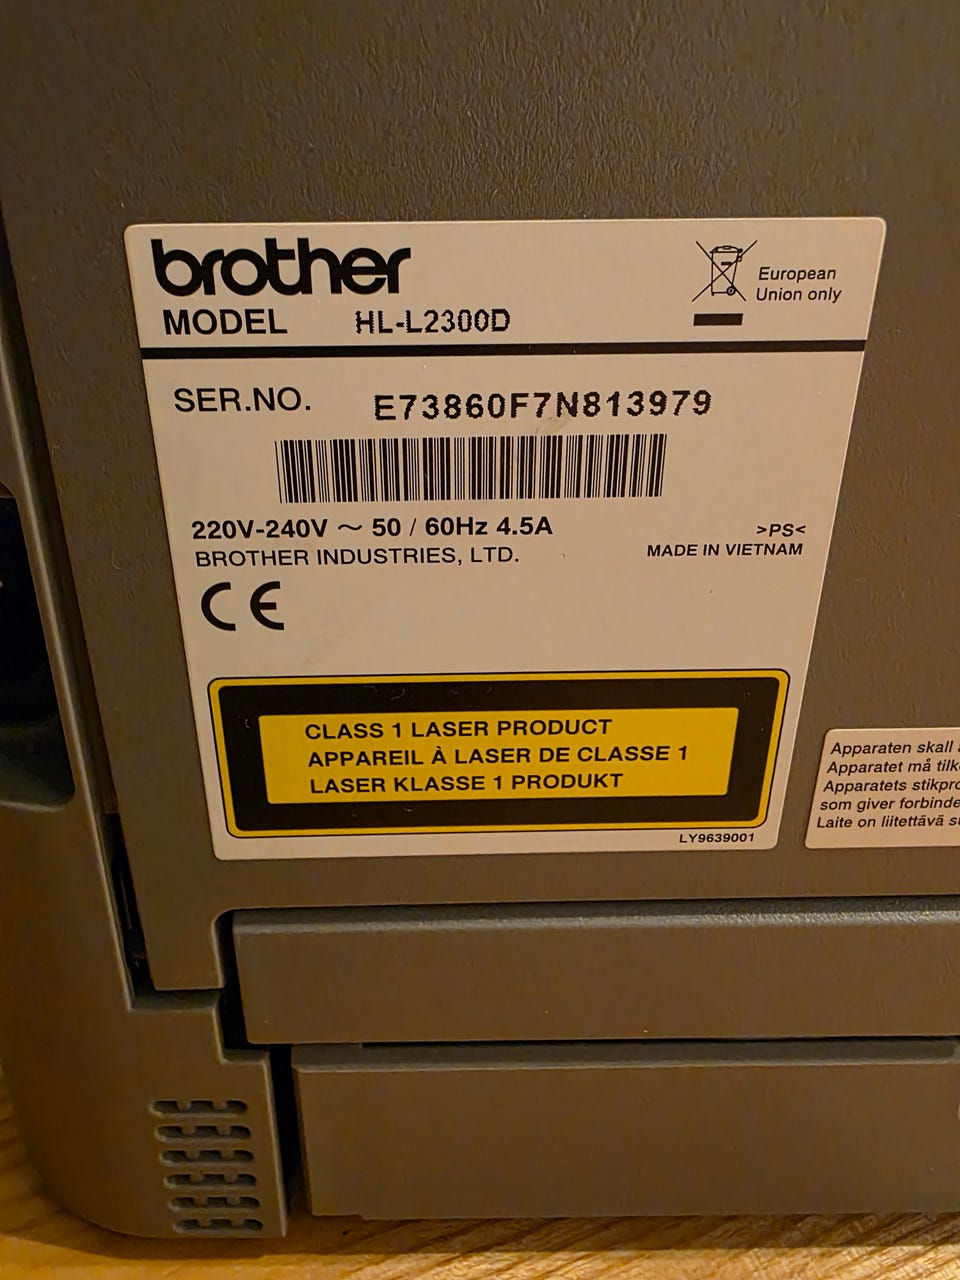 brother
MODEL HL-L2300D
European
Union only
SER.NO. E73860F7N813979
220V-240V ～ 50 / 60Hz 4.5A
>PS<
BROTHER INDUSTRIES, LTD.
MADE IN VIETNAM
CE
CLASS 1 LASER PRODUCT
APPAREIL À LASER DE CLASSE 1
LASER KLASSE 1 PRODUKT
LY9639001
Apparaten skall
Apparatet må
Apparatets
som giver
Laite on liitettävä